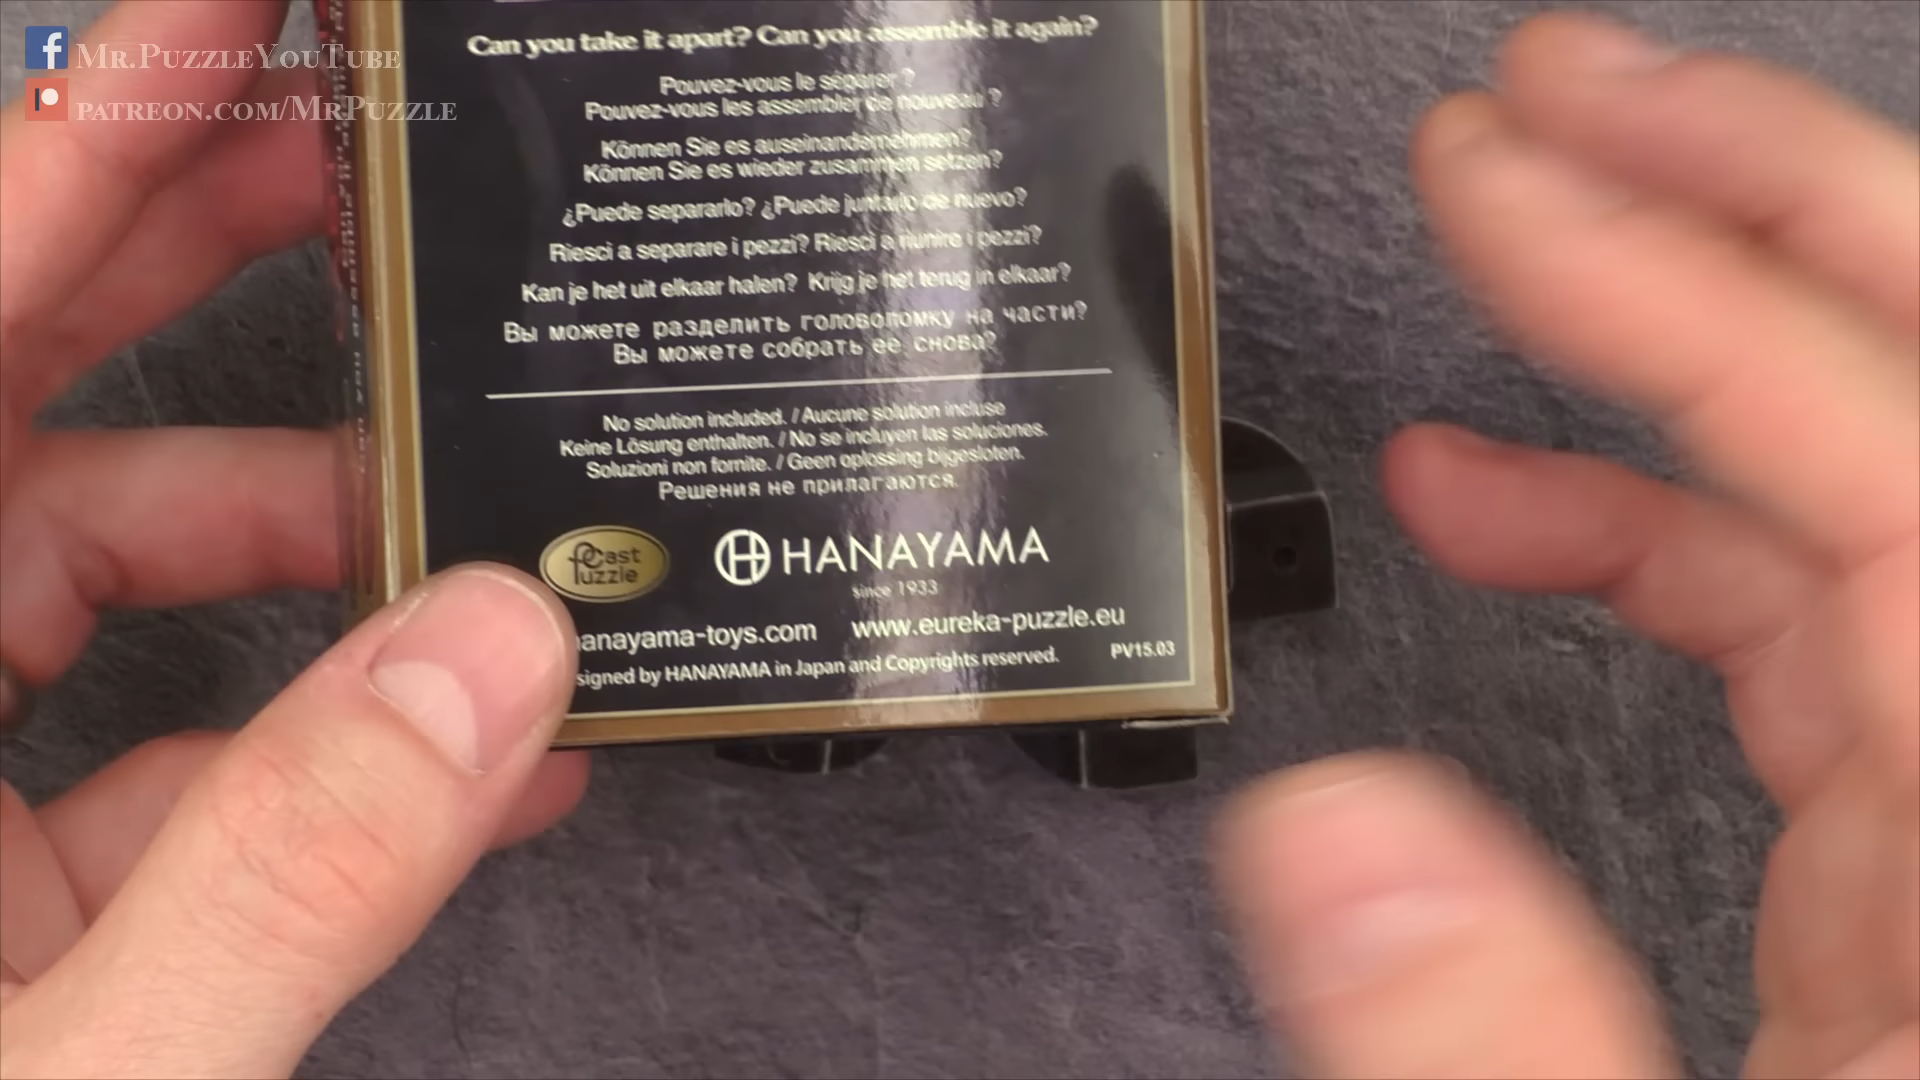 Mr.PuzzleYouTube
patreon.com/MrPuzzle
Can you take it apart? Can you assemble it again?
Pouvez-vous le séparer ?
Pouvez-vous les assembler de nouveau ?
Können Sie es auseinandernehmen?
Können Sie es wieder zusammen setzen?
¿Puede separarlo? ¿Puede juntarlo de nuevo?
Riesci a separare i pezzi? Riesci a riunire i pezzi?
Kan je het uit elkaar halen? Krijg je het terug in elkaar?
Вы можете разделить головоломку на части?
Вы можете собрать ее снова?
No solution included. / Aucune solution incluse
Keine Lösung enthalten. / No se incluyen las soluciones.
Soluzioni non fornite. / Geen oplossing bijgesloten.
Решения не прилагаются.
Cast Puzzle
HANAYAMA
since 1933
hanayama-toys.com www.eureka-puzzle.eu
signed by HANAYAMA in Japan and Copyrights reserved. PV15.03